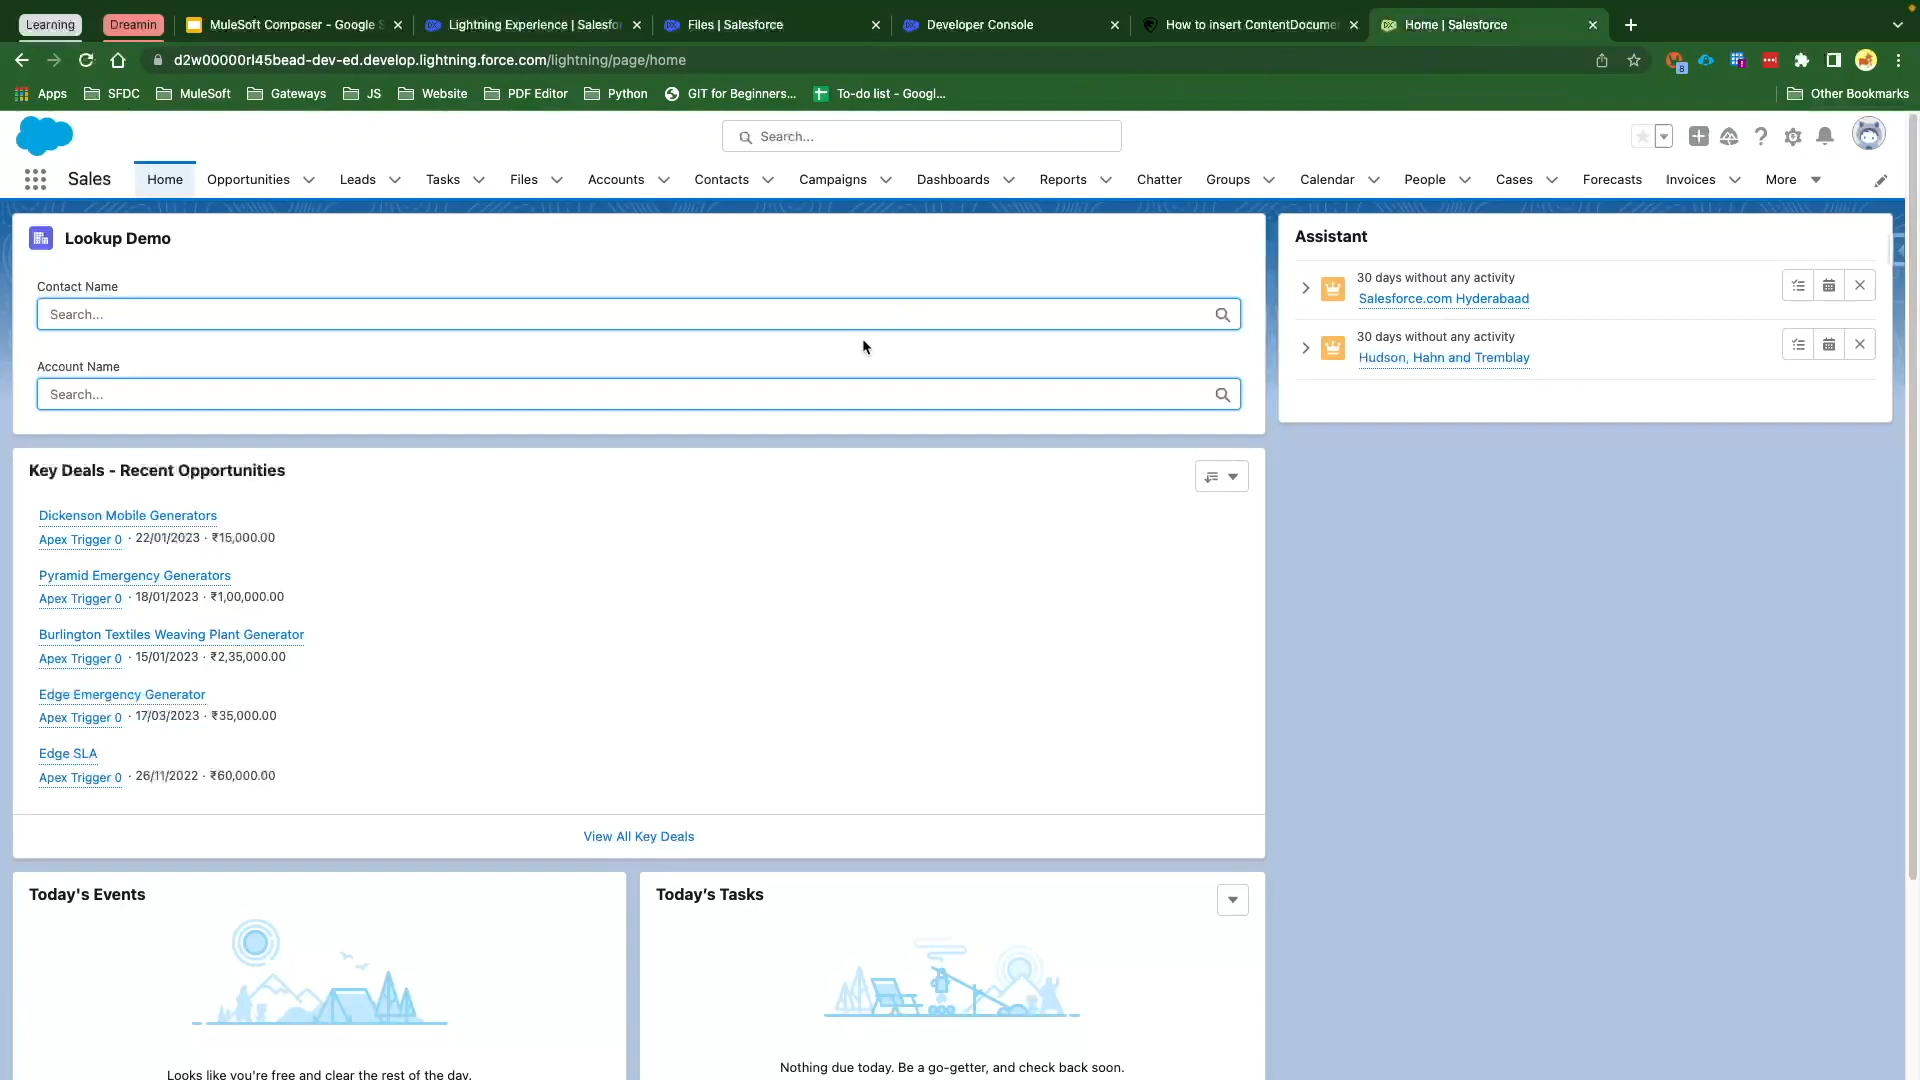 Learning
Dreamin
MuleSoft Composer - Google S
Lightning Experience | Salesfor
Files | Salesforce
Developer Console
How to insert ContentDocumen
Home | Salesforce
d2w00000rl45bead-dev-ed.develop.lightning.force.com/lightning/page/home
8
Apps
SFDC
MuleSoft
Gateways
JS
Website
PDF Editor
Python
GIT for Beginners...
To-do list - Googl...
Other Bookmarks
Search...
Sales
Home
Opportunities
Leads
Tasks
Files
Accounts
Contacts
Campaigns
Dashboards
Reports
Chatter
Groups
Calendar
People
Cases
Forecasts
Invoices
More
Lookup Demo
Contact Name
Search...
Account Name
Search...
Assistant
30 days without any activity
Salesforce.com Hyderabaad
30 days without any activity
Hudson, Hahn and Tremblay
Key Deals - Recent Opportunities
Dickenson Mobile Generators
Apex Trigger 0 · 22/01/2023 · ₹15,000.00
Pyramid Emergency Generators
Apex Trigger 0 · 18/01/2023 · ₹1,00,000.00
Burlington Textiles Weaving Plant Generator
Apex Trigger 0 · 15/01/2023 · ₹2,35,000.00
Edge Emergency Generator
Apex Trigger 0 · 17/03/2023 · ₹35,000.00
Edge SLA
Apex Trigger 0 · 26/11/2022 · ₹60,000.00
View All Key Deals
Today's Events
Looks like you're free and clear the rest of the day.
Today’s Tasks
Nothing due today. Be a go-getter, and check back soon.